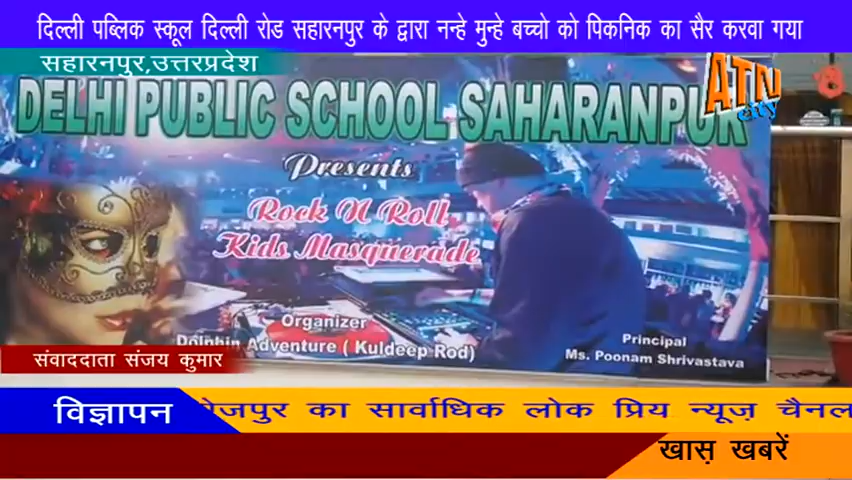 दिल्ली पब्लिक स्कूल दिल्ली रोड सहारनपुर के द्वारा नन्हे मुन्हे बच्चो को पिकनिक का सैर करवा गया
सहारनपुर,उत्तरप्रदेश
ATN
city
DELHI PUBLIC SCHOOL SAHARANPUR
Presents
Rock N Roll
Kids Masquerade
Organizer
Dolphin Adventure ( Kuldeep Rod)
Principal
Ms. Poonam Shrivastava
संवाददाता संजय कुमार
विज्ञापन
का सार्वाधिक लोक प्रिय न्यूज़ चैनल
खास़ खबरें